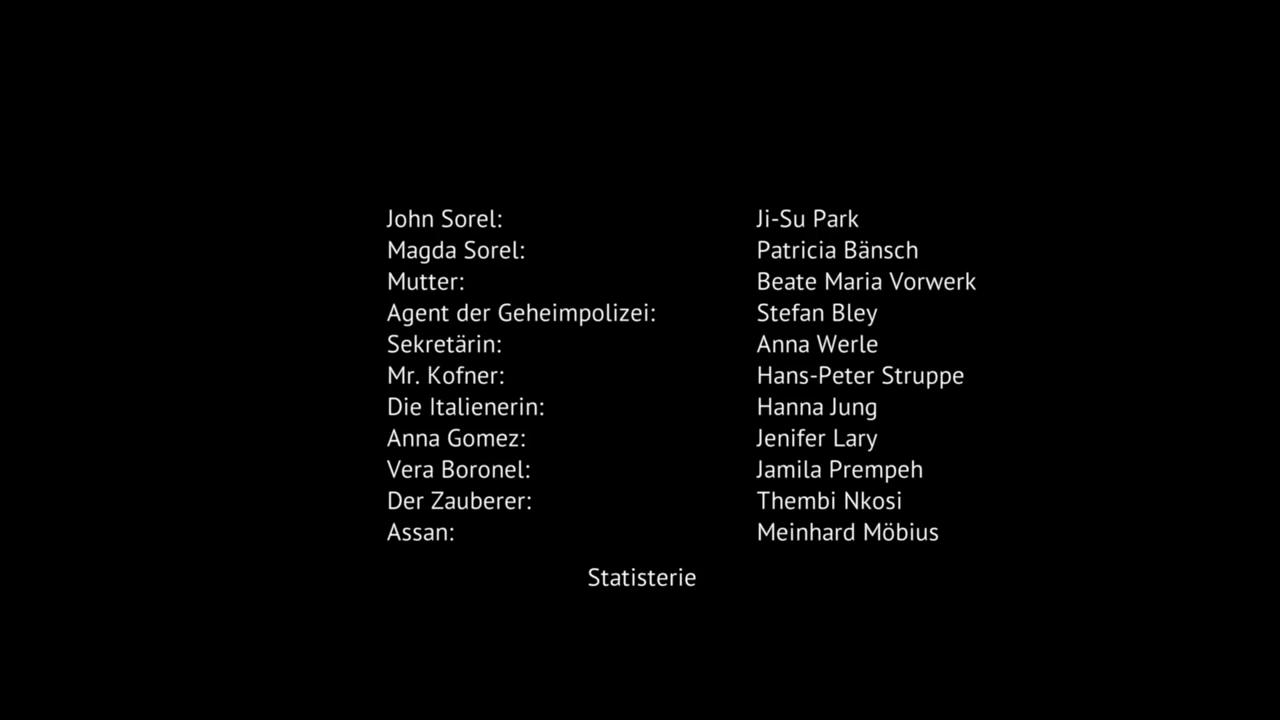 John Sorel: Ji-Su Park
Magda Sorel: Patricia Bänsch
Mutter: Beate Maria Vorwerk
Agent der Geheimpolizei: Stefan Bley
Sekretärin: Anna Werle
Mr. Kofner: Hans-Peter Struppe
Die Italienerin: Hanna Jung
Anna Gomez: Jenifer Lary
Vera Boronel: Jamila Prempeh
Der Zauberer: Thembi Nkosi
Assan: Meinhard Möbius
Statisterie